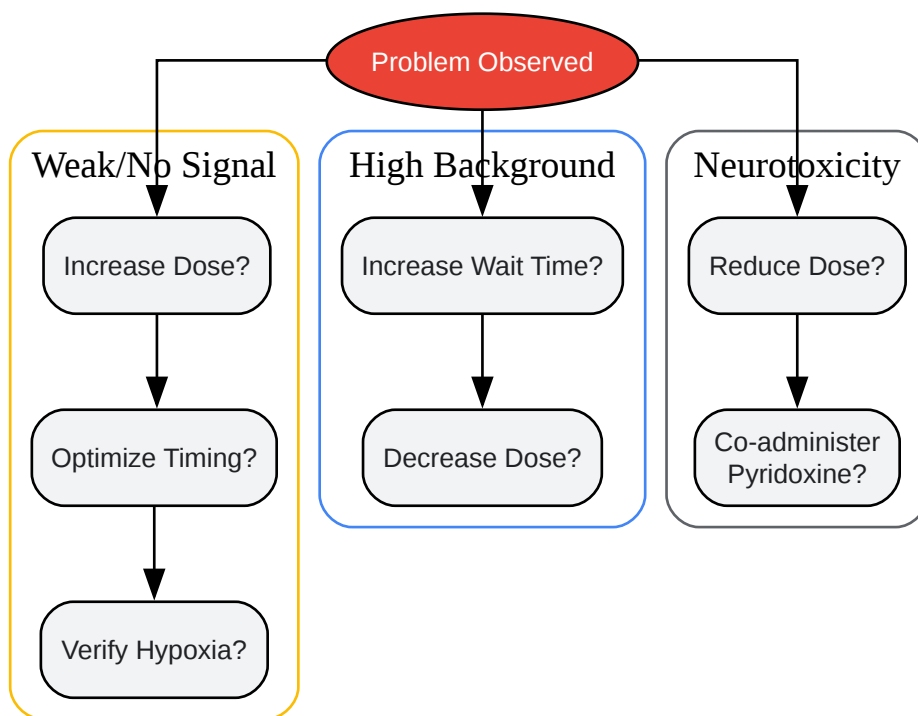 Problem Observed
Weak/No Signal
Increase Dose?
Optimize Timing?
Verify Hypoxia?
High Background
Increase Wait Time?
Decrease Dose?
Neurotoxicity
Reduce Dose?
Co-administer
Pyridoxine?